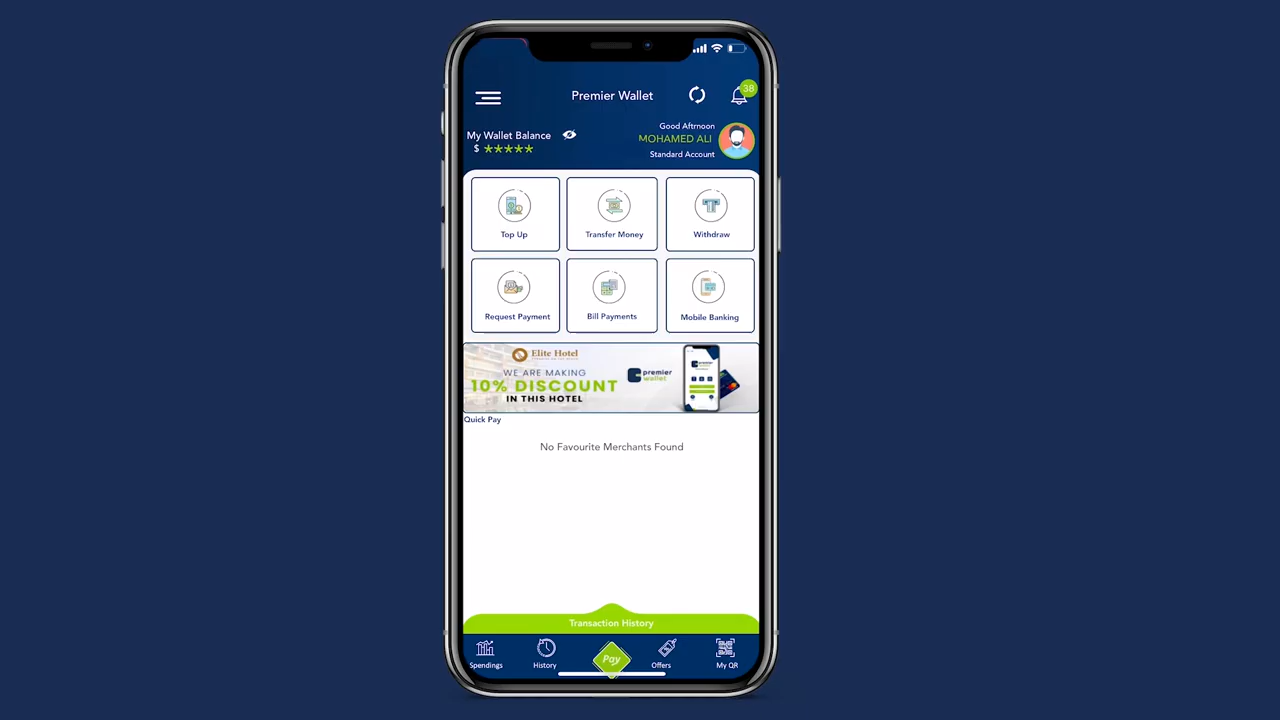 Premier Wallet
38
My Wallet Balance
$ *****
Good Aftrnoon
MOHAMED ALI
Standard Account
Top Up
Transfer Money
Withdraw
Request Payment
Bill Payments
Mobile Banking
Elite Hotel
WE ARE MAKING
10% DISCOUNT
IN THIS HOTEL
premier
wallet
Quick Pay
No Favourite Merchants Found
Transaction History
Spendings
History
Pay
Offers
My QR